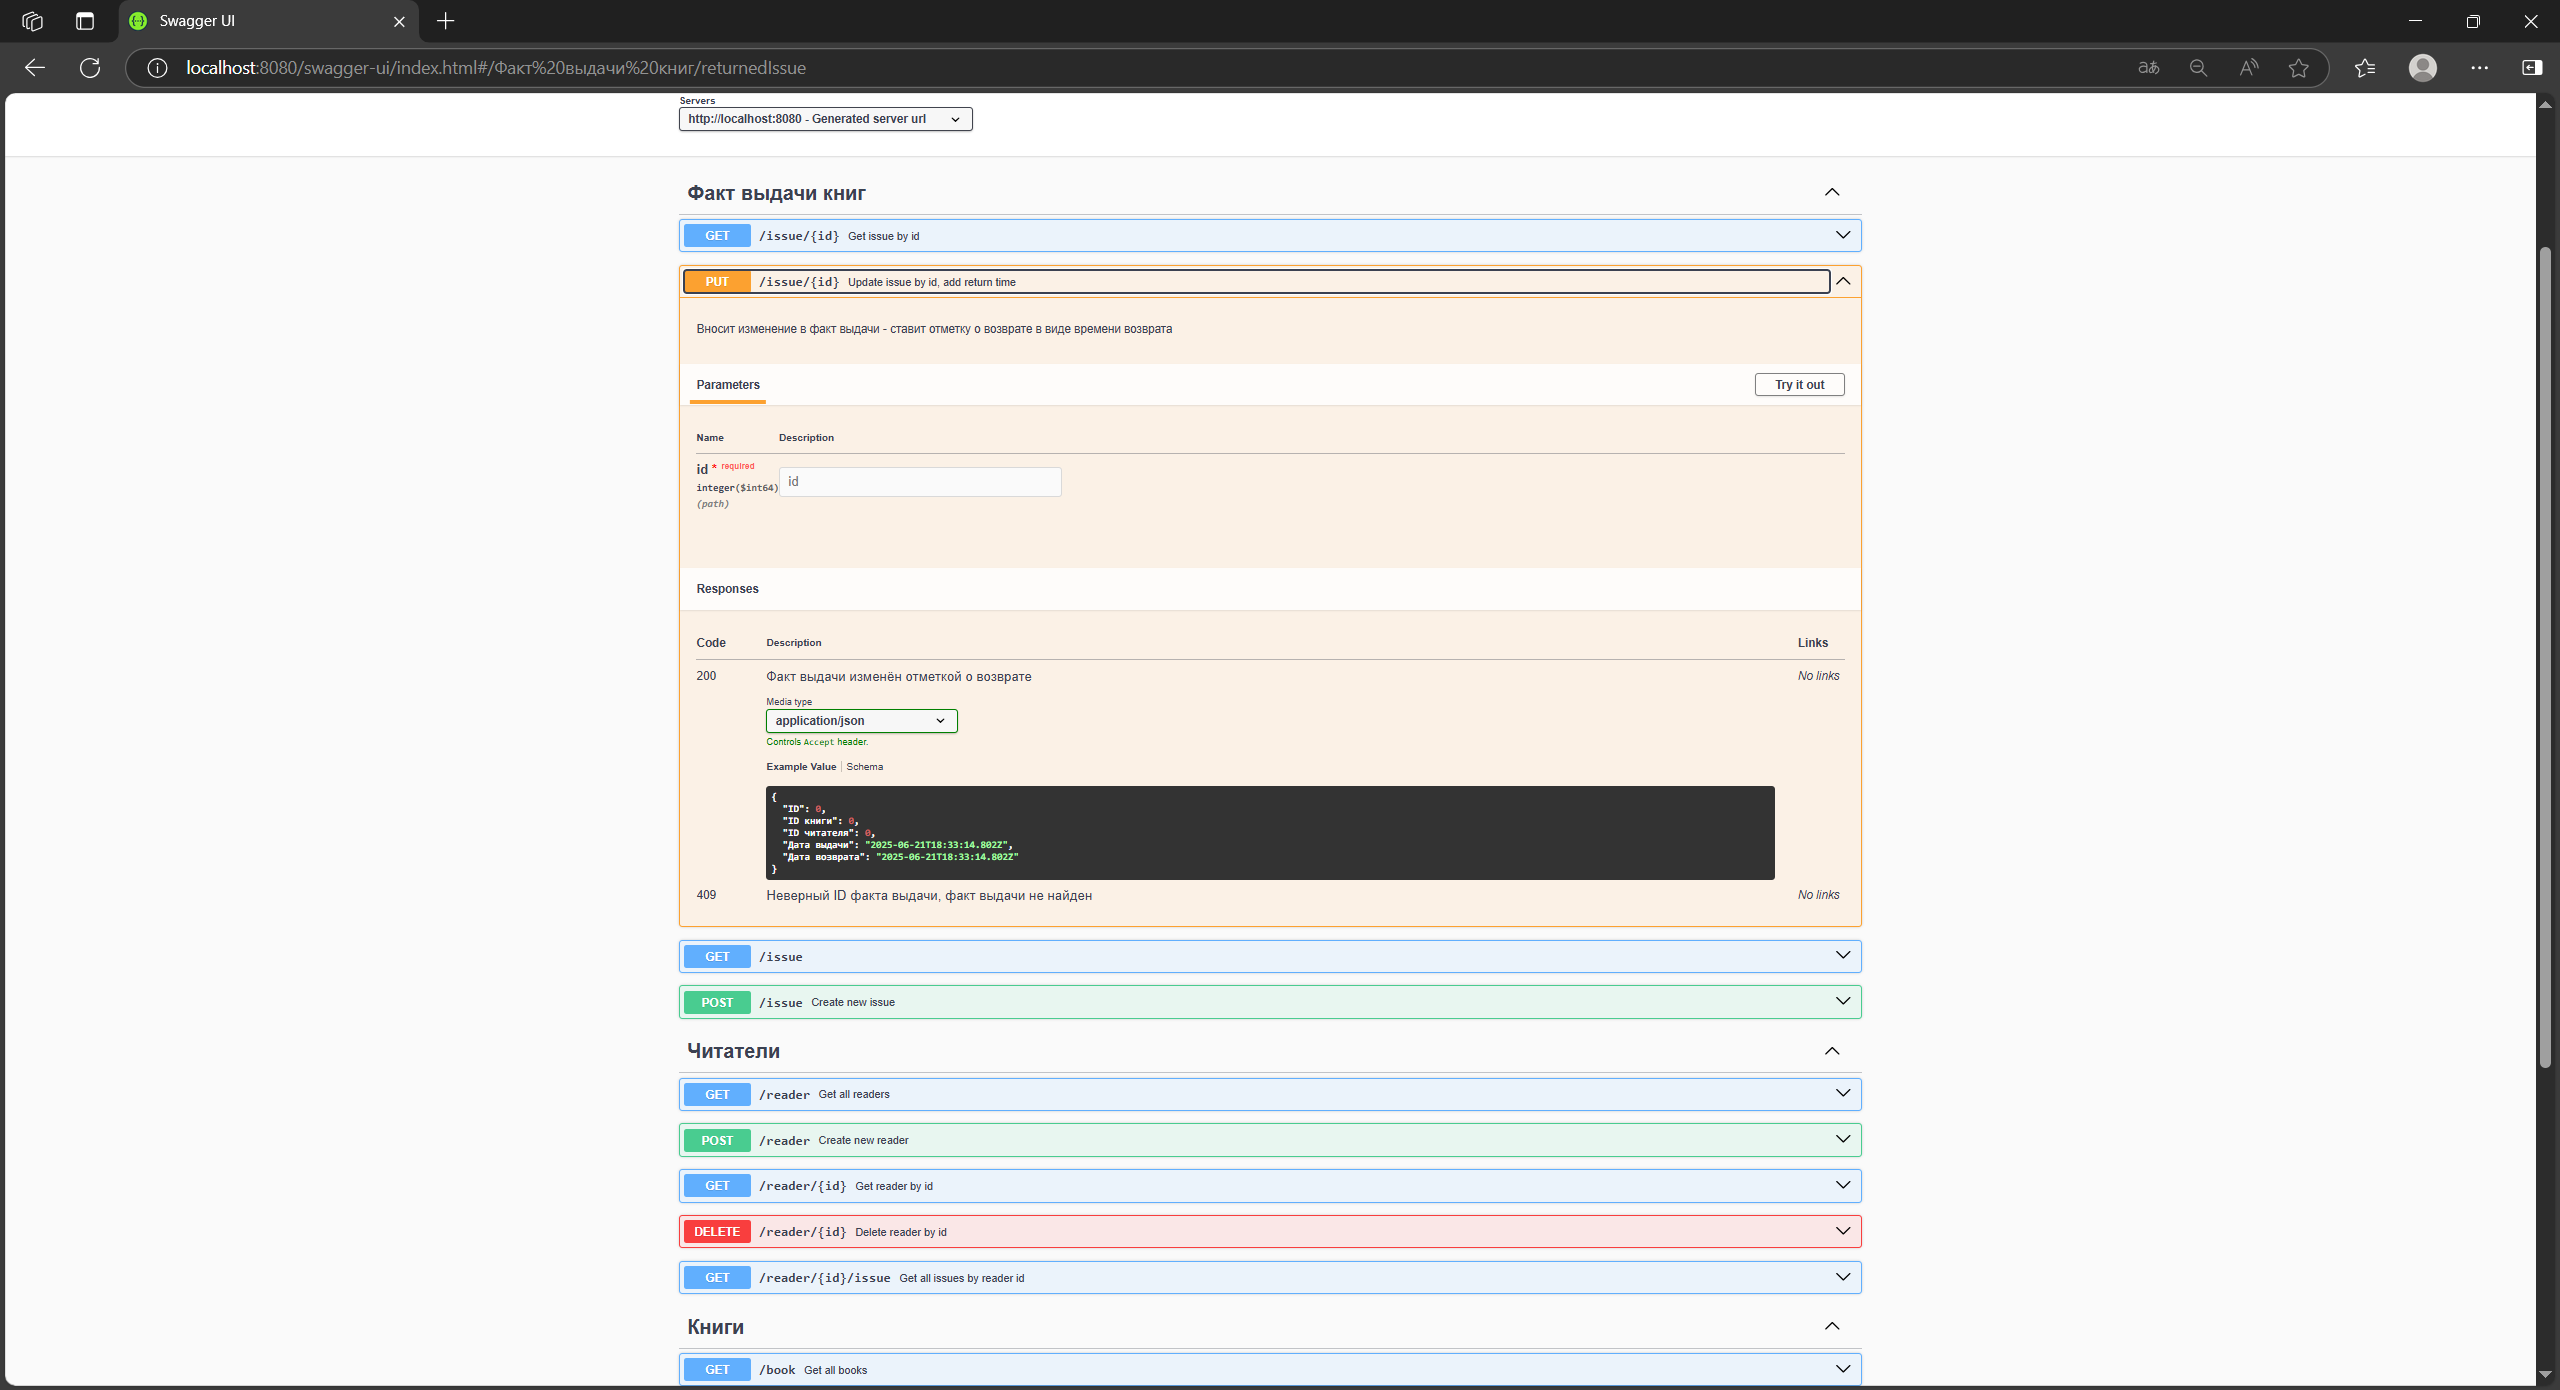 Swagger UI
localhost:8080/swagger-ui/index.html#/Факт%20выдачи%20книг/returnedIssue
Servers
http://localhost:8080 - Generated server url
Факт выдачи книг
GET /issue/{id} Get issue by id
PUT /issue/{id} Update issue by id, add return time
Вносит изменение в факт выдачи - ставит отметку о возврате в виде времени возврата
Parameters Try it out
Name Description
id * required
integer($int64) id
(path)
Responses
Code Description Links
200 Факт выдачи изменён отметкой о возврате No links
Media type
application/json
Controls Accept header.
Example Value Schema
{
"ID": 0,
"ID книги": 0,
"ID читателя": 0,
"Дата выдачи": "2025-06-21T18:33:14.802Z",
"Дата возврата": "2025-06-21T18:33:14.802Z"
}
409 Неверный ID факта выдачи, факт выдачи не найден No links
GET /issue
POST /issue Create new issue
Читатели
GET /reader Get all readers
POST /reader Create new reader
GET /reader/{id} Get reader by id
DELETE /reader/{id} Delete reader by id
GET /reader/{id}/issue Get all issues by reader id
Книги
GET /book Get all books